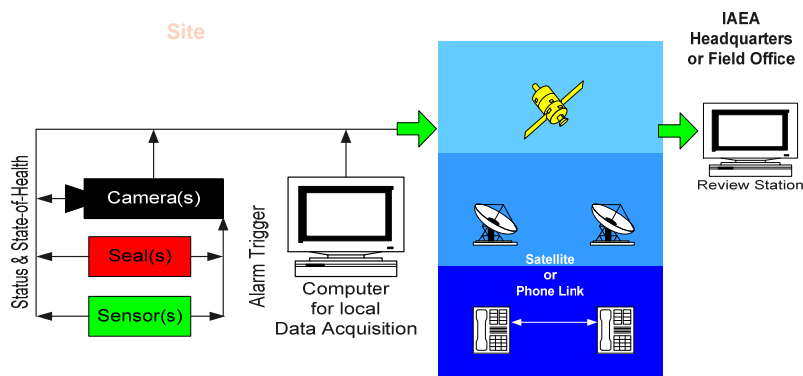 Site
IAEA
Headquarters
or Field Office
Status & State-of-Health
Camera(s)
Seal(s)
Sensor(s)
Alarm Trigger
Computer
for local
Data Acquisition
Satellite
or
Phone Link
Review Station